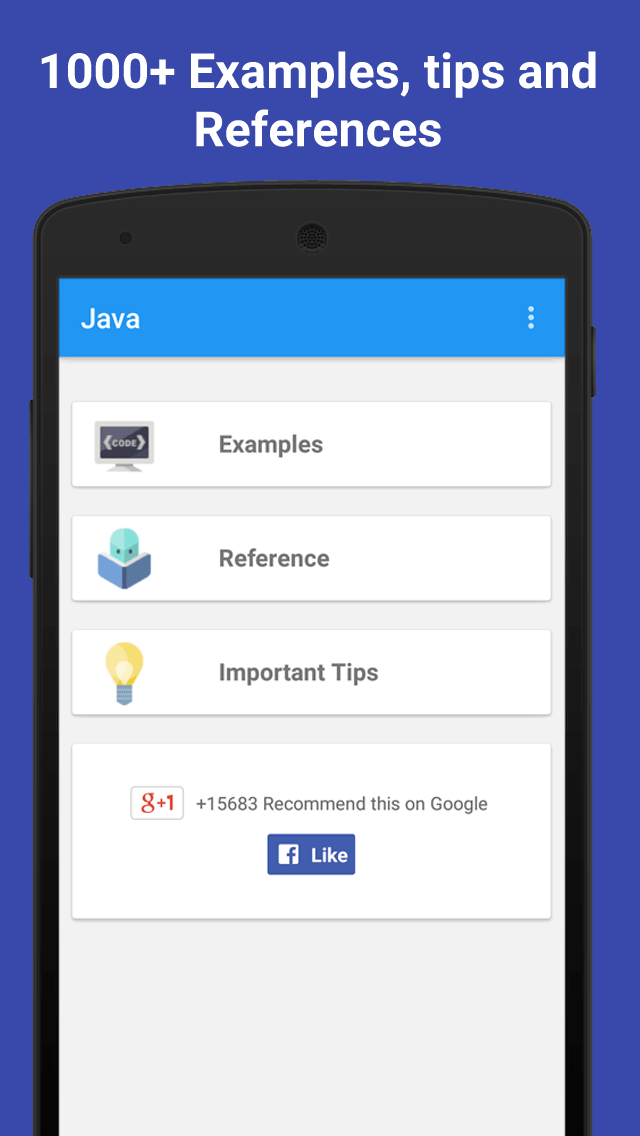 1000+ Examples, tips and
References
Java
CODE
Examples
Reference
Important Tips
g+1 +15683 Recommend this on Google
f Like